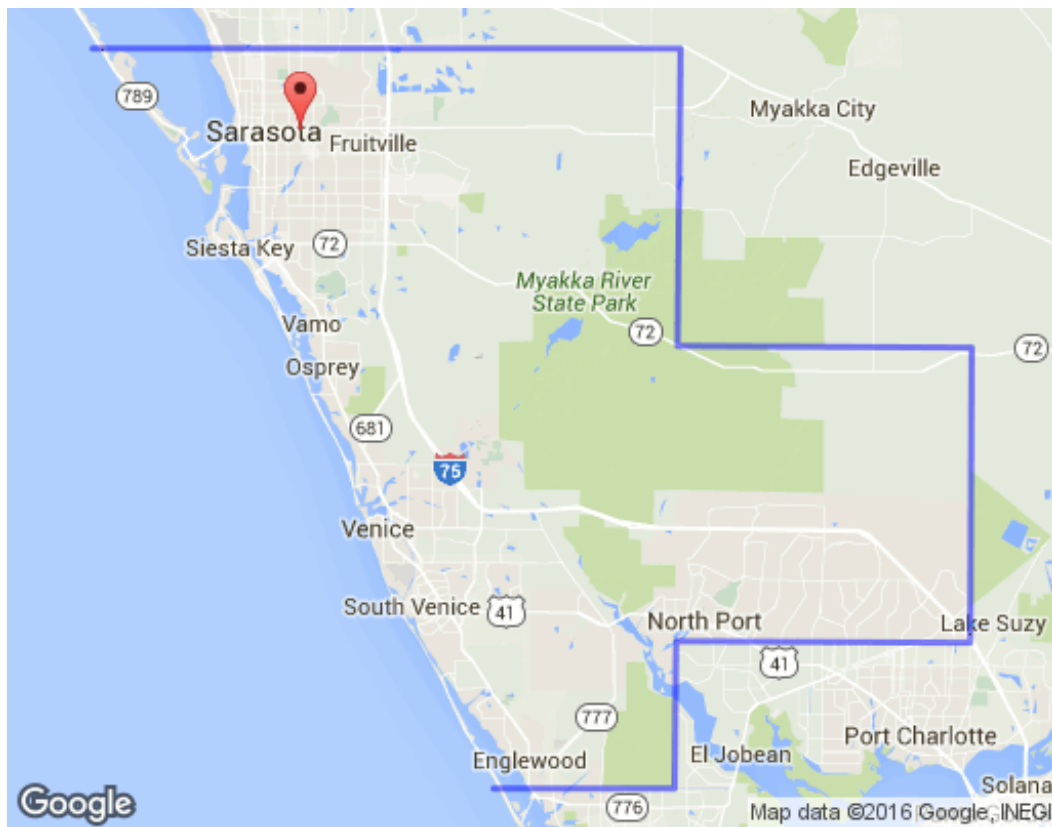 789
Myakka City
Sarasota
Fruitville
Edgeville
Siesta Key
72
Myakka River
State Park
Vamo
72
72
Osprey
681
75
Venice
South Venice
41
North Port
Lake Suzy
41
777
Port Charlotte
Englewood
El Jobean
Solana
776
Google
Map data ©2016 Google, INEGI